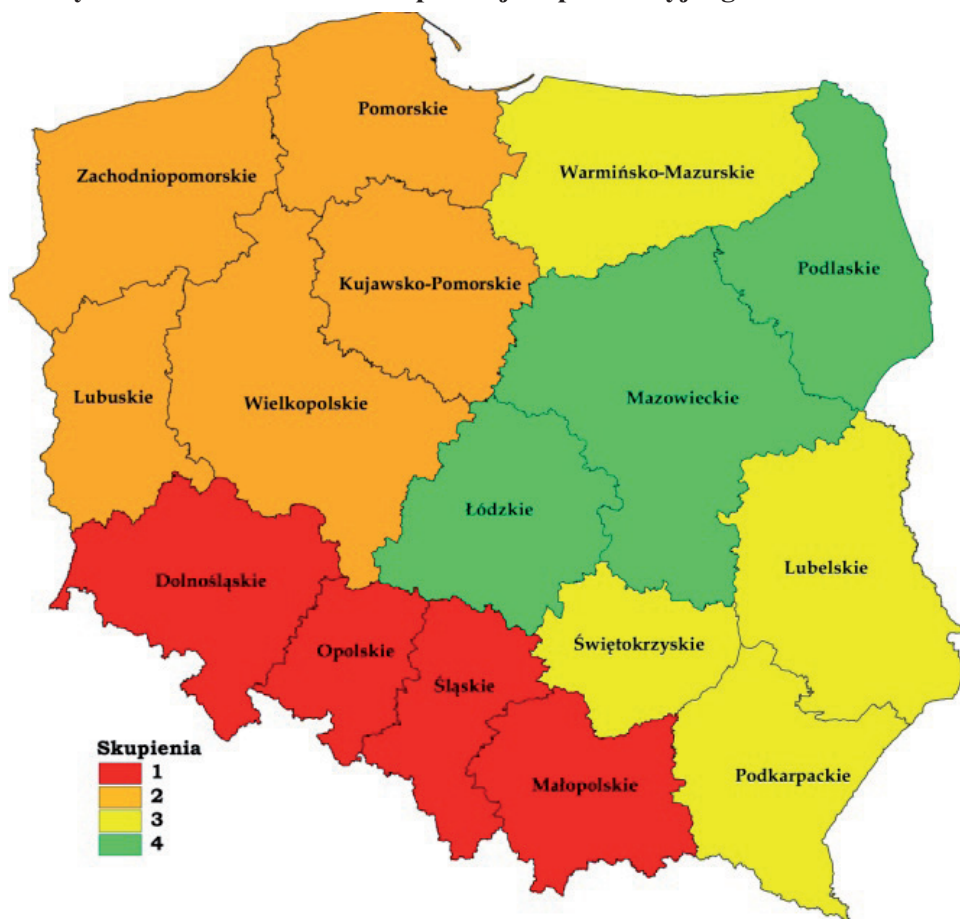 Pomorskie
Zachodniopomorskie
Warmińsko-Mazurskie
Podlaskie
Kujawsko-Pomorskie
Lubuskie
Wielkopolskie
Mazowieckie
Łódzkie
Lubelskie
Dolnośląskie
Opolskie
Świętokrzyskie
Śląskie
Małopolskie
Podkarpackie
Skupienia
1
2
3
4